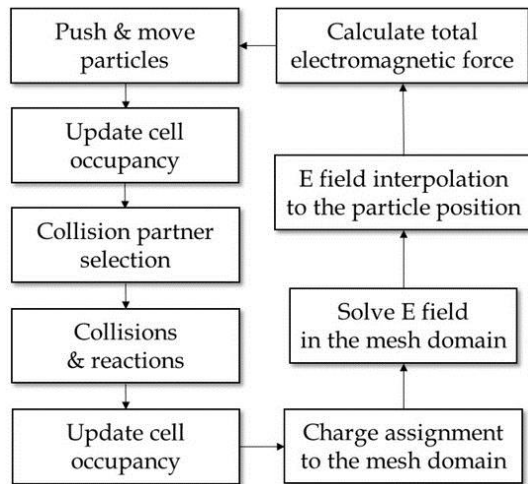 Push & move
particles
Update cell
occupancy
Collision partner
selection
Collisions
& reactions
Update cell
occupancy
Charge assignment
to the mesh domain
Solve E field
in the mesh domain
E field interpolation
to the particle position
Calculate total
electromagnetic force